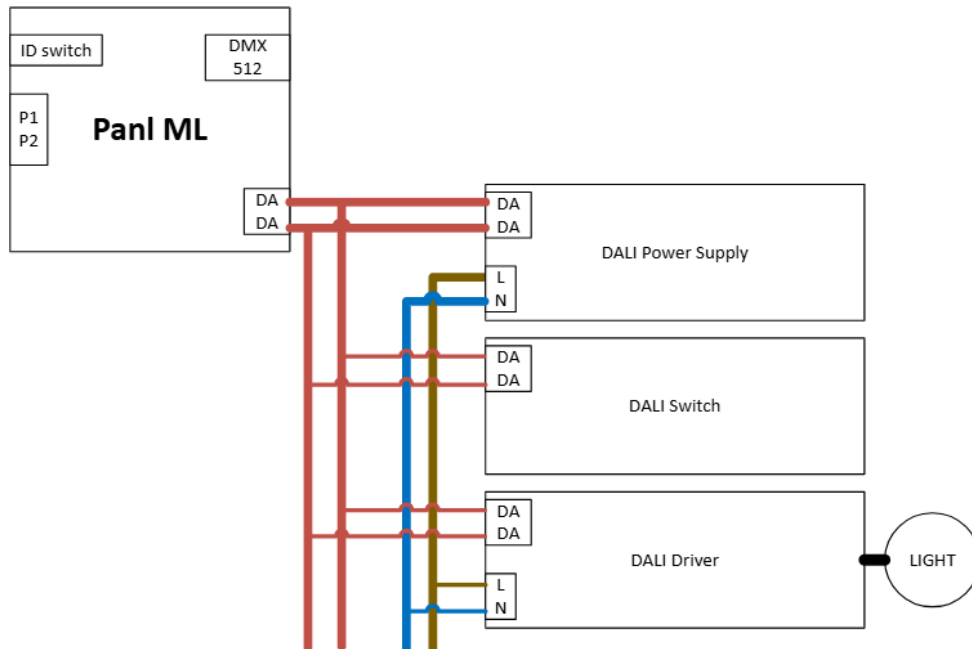 ID switch
DMX
512
P1
P2
Panl ML
DA
DA
DA
DA
DALI Power Supply
L
N
DA
DA
DALI Switch
DA
DA
DALI Driver
LIGHT
L
N